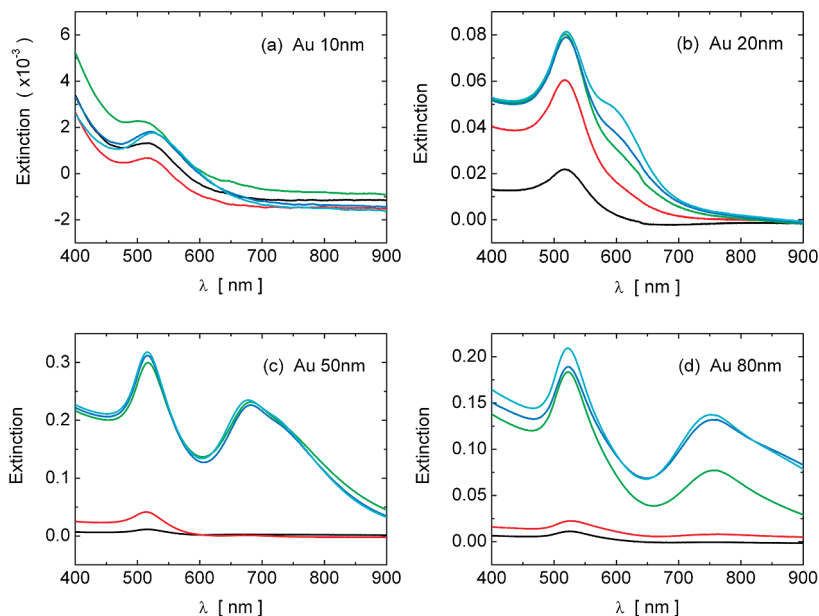 (a) Au 10nm
Extinction ( x10⁻³)
6
4
2
0
−2
400 500 600 700 800 900
λ [ nm ]
(b) Au 20nm
Extinction
0.08
0.06
0.04
0.02
0.00
400 500 600 700 800 900
λ [ nm ]
(c) Au 50nm
Extinction
0.3
0.2
0.1
0.0
400 500 600 700 800 900
λ [ nm ]
(d) Au 80nm
Extinction
0.20
0.15
0.10
0.05
0.00
400 500 600 700 800 900
λ [ nm ]